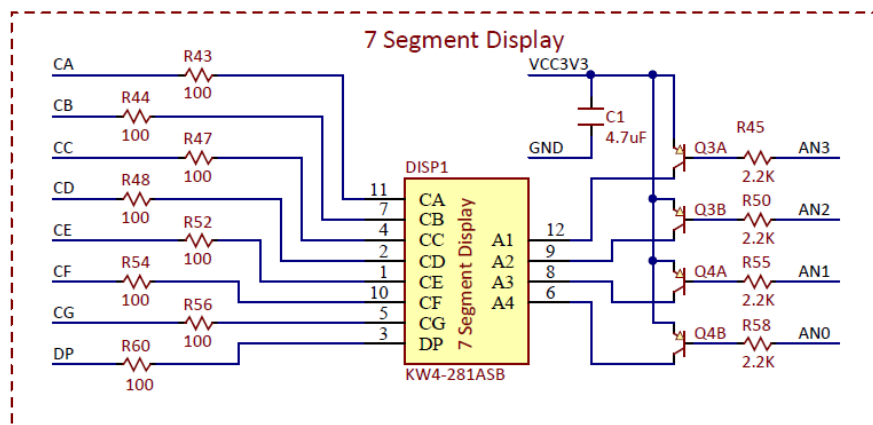 7 Segment Display
CA
R43
100
CB
R44
100
CC
R47
100
CD
R48
100
CE
R52
100
CF
R54
100
CG
R56
100
DP
R60
100
DISP1
11 CA
7 CB
4 CC
2 CD
1 CE
10 CF
5 CG
3 DP
7 Segment Display
A1 12
A2 9
A3 8
A4 6
KW4-281ASB
VCC3V3
C1
4.7uF
GND
Q3A
R45
2.2K
AN3
Q3B
R50
2.2K
AN2
Q4A
R55
2.2K
AN1
Q4B
R58
2.2K
AN0